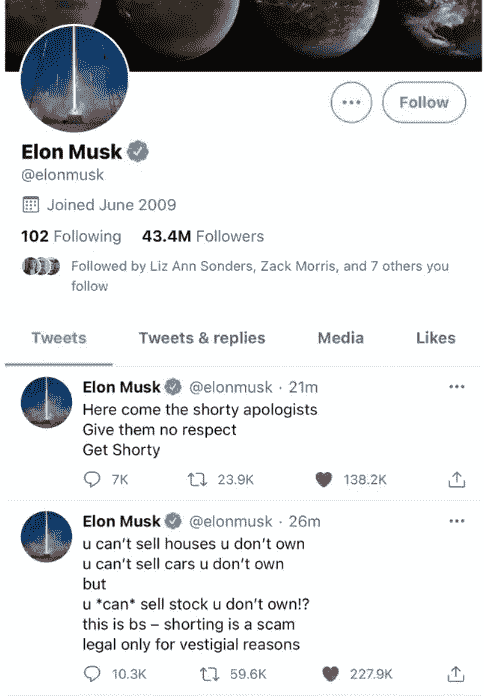 Follow
Elon Musk
@elonmusk
Joined June 2009
102 Following 43.4M Followers
Followed by Liz Ann Sonders, Zack Morris, and 7 others you
follow
Tweets Tweets & replies Media Likes
Elon Musk @elonmusk · 21m
Here come the shorty apologists
Give them no respect
Get Shorty
7K 23.9K 138.2K
Elon Musk @elonmusk · 26m
u can't sell houses u don't own
u can't sell cars u don't own
but
u *can* sell stock u don't own!?
this is bs – shorting is a scam
legal only for vestigial reasons
10.3K 59.6K 227.9K